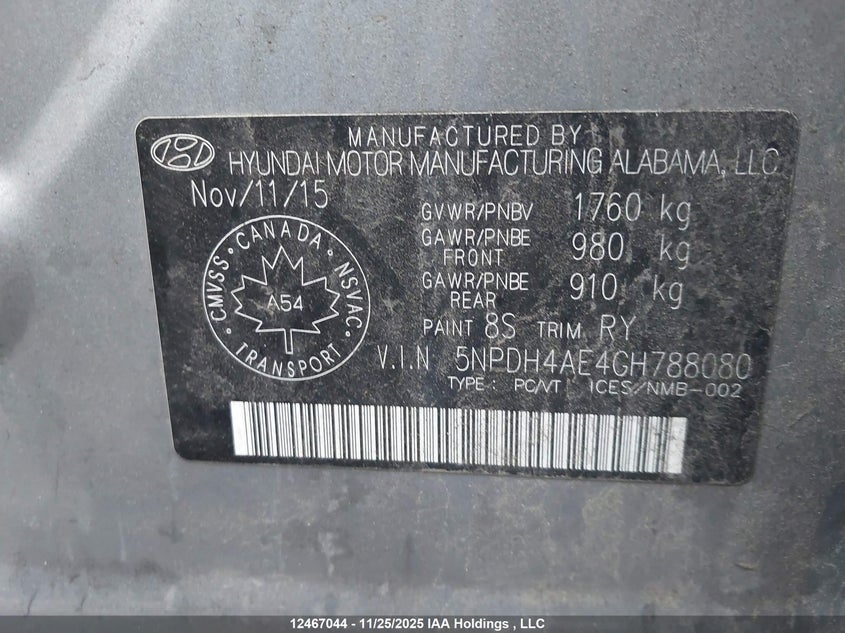 MANUFACTURED BY
HYUNDAI MOTOR MANUFACTURING ALABAMA, LLC
Nov/11/15
GVWR/PNBV 1760 kg
GAWR/PNBE FRONT 980 kg
GAWR/PNBE REAR 910 kg
PAINT 8S TRIM RY
CANADA
CMVSS NSVAC
A54
TRANSPORT
V.I.N 5NPDH4AE4GH788080
TYPE : PC/VT ICES/NMB-002
12467044 - 11/25/2025 IAA Holdings , LLC